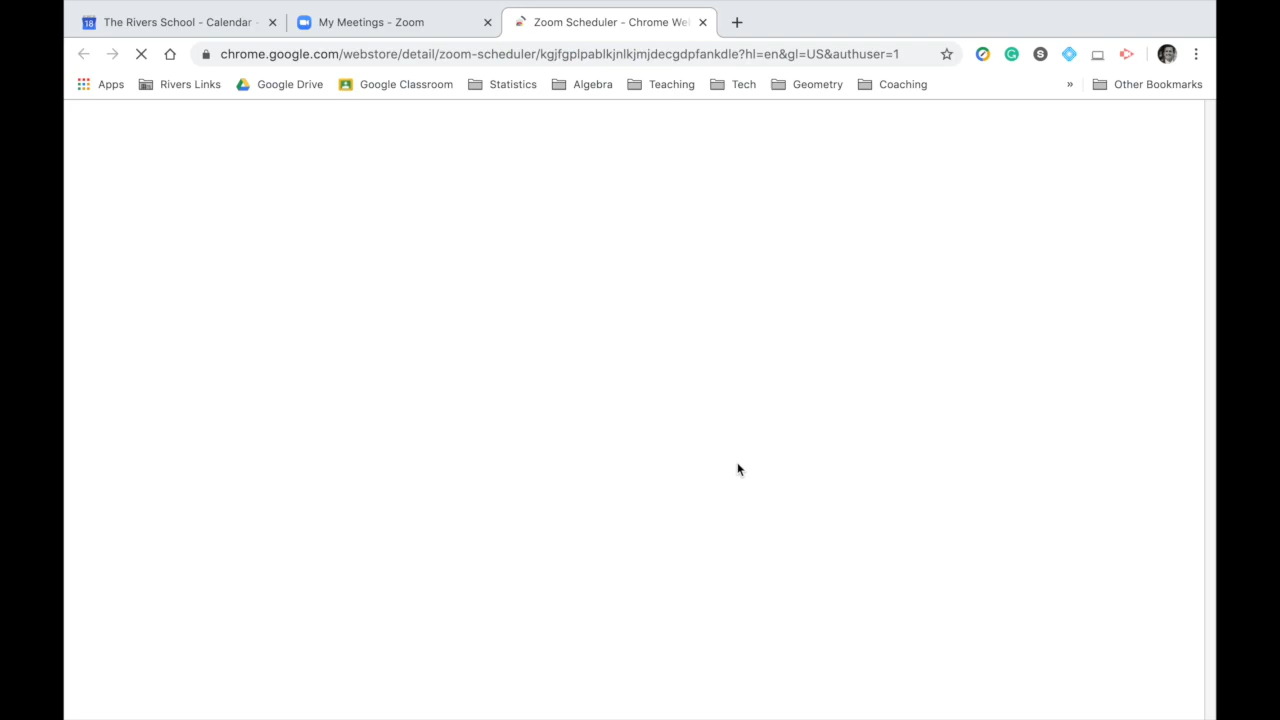 The Rivers School - Calendar - My Meetings - Zoom Zoom Scheduler - Chrome We
chrome.google.com/webstore/detail/zoom-scheduler/kgjfgplpablkjnlkjmjdecgdpfankdle?hl=en&gl=US&authuser=1
Apps Rivers Links Google Drive Google Classroom Statistics Algebra Teaching Tech Geometry Coaching » Other Bookmarks